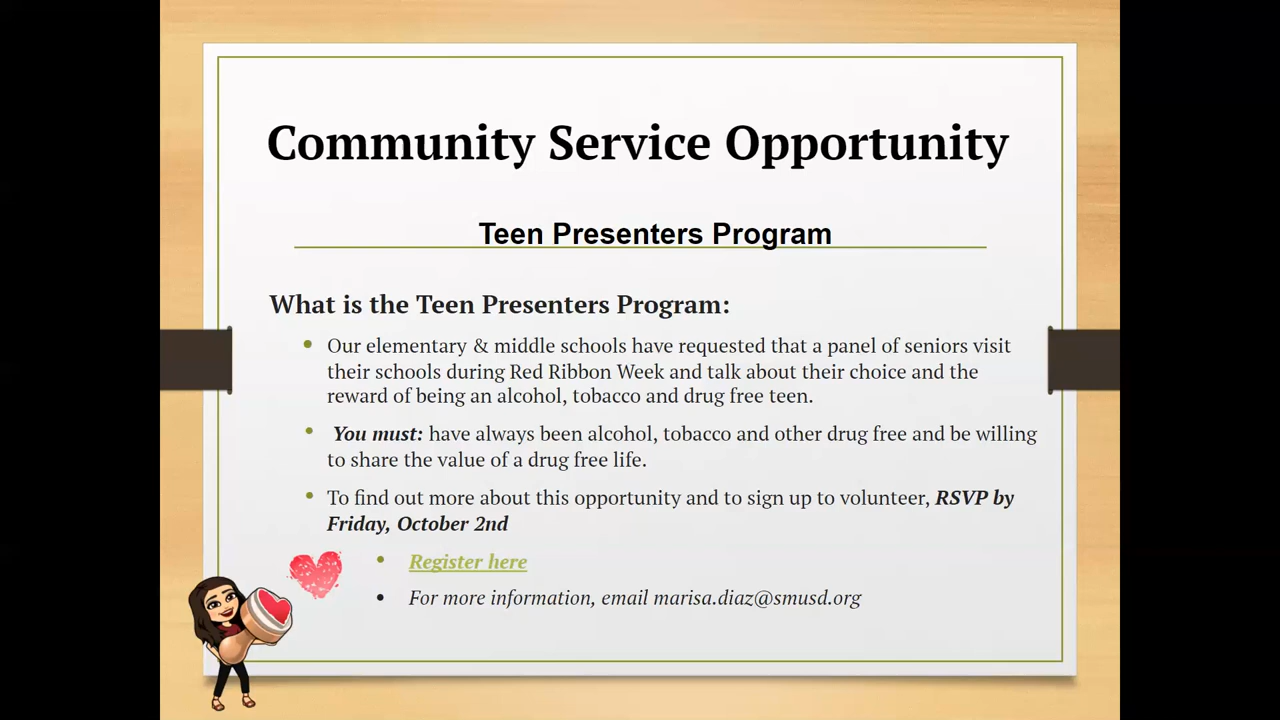 Community Service Opportunity
Teen Presenters Program
What is the Teen Presenters Program:
Our elementary & middle schools have requested that a panel of seniors visit
their schools during Red Ribbon Week and talk about their choice and the
reward of being an alcohol, tobacco and drug free teen.
You must: have always been alcohol, tobacco and other drug free and be willing
to share the value of a drug free life.
To find out more about this opportunity and to sign up to volunteer, RSVP by
Friday, October 2nd
Register here
For more information, email marisa.diaz@smusd.org